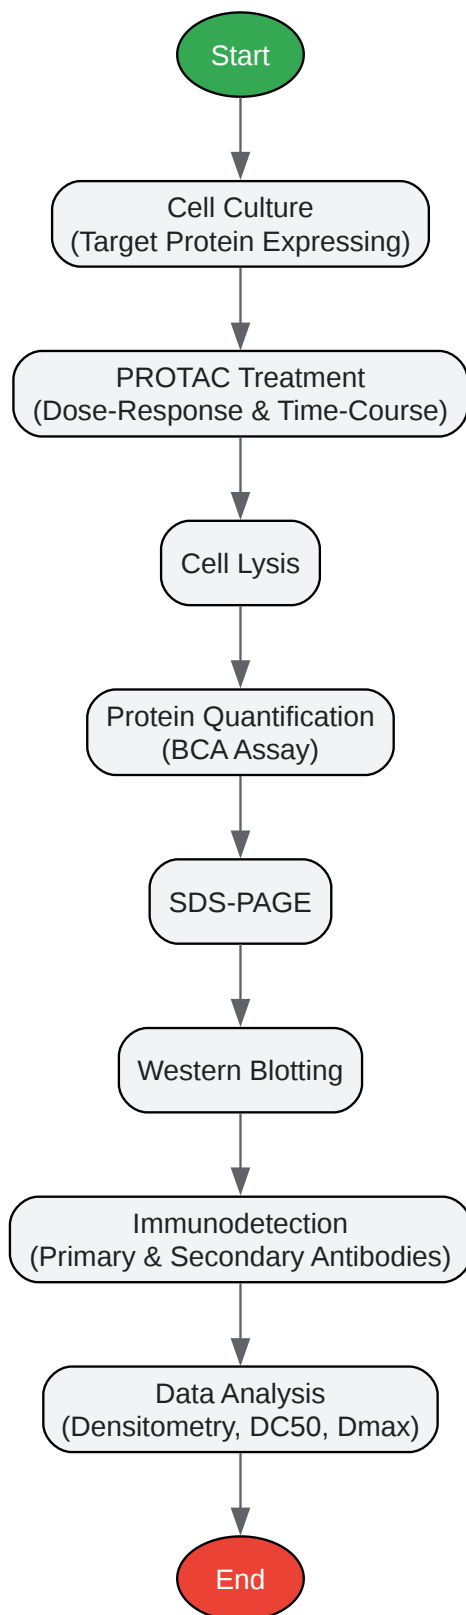 Start
Cell Culture
(Target Protein Expressing)
PROTAC Treatment
(Dose-Response & Time-Course)
Cell Lysis
Protein Quantification
(BCA Assay)
SDS-PAGE
Western Blotting
Immunodetection
(Primary & Secondary Antibodies)
Data Analysis
(Densitometry, DC50, Dmax)
End